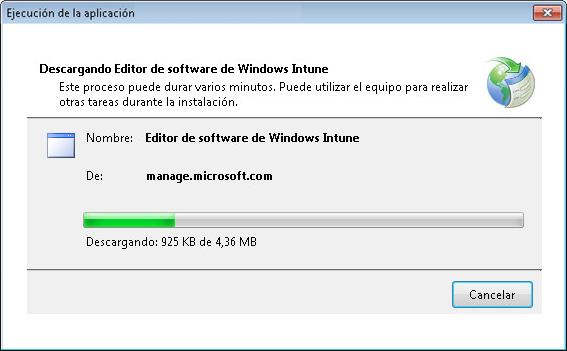 Ejecución de la aplicación
Descargando Editor de software de Windows Intune
Este proceso puede durar varios minutos. Puede utilizar el equipo para realizar
otras tareas durante la instalación.
Nombre: Editor de software de Windows Intune
De: manage.microsoft.com
Descargando: 925 KB de 4,36 MB
Cancelar